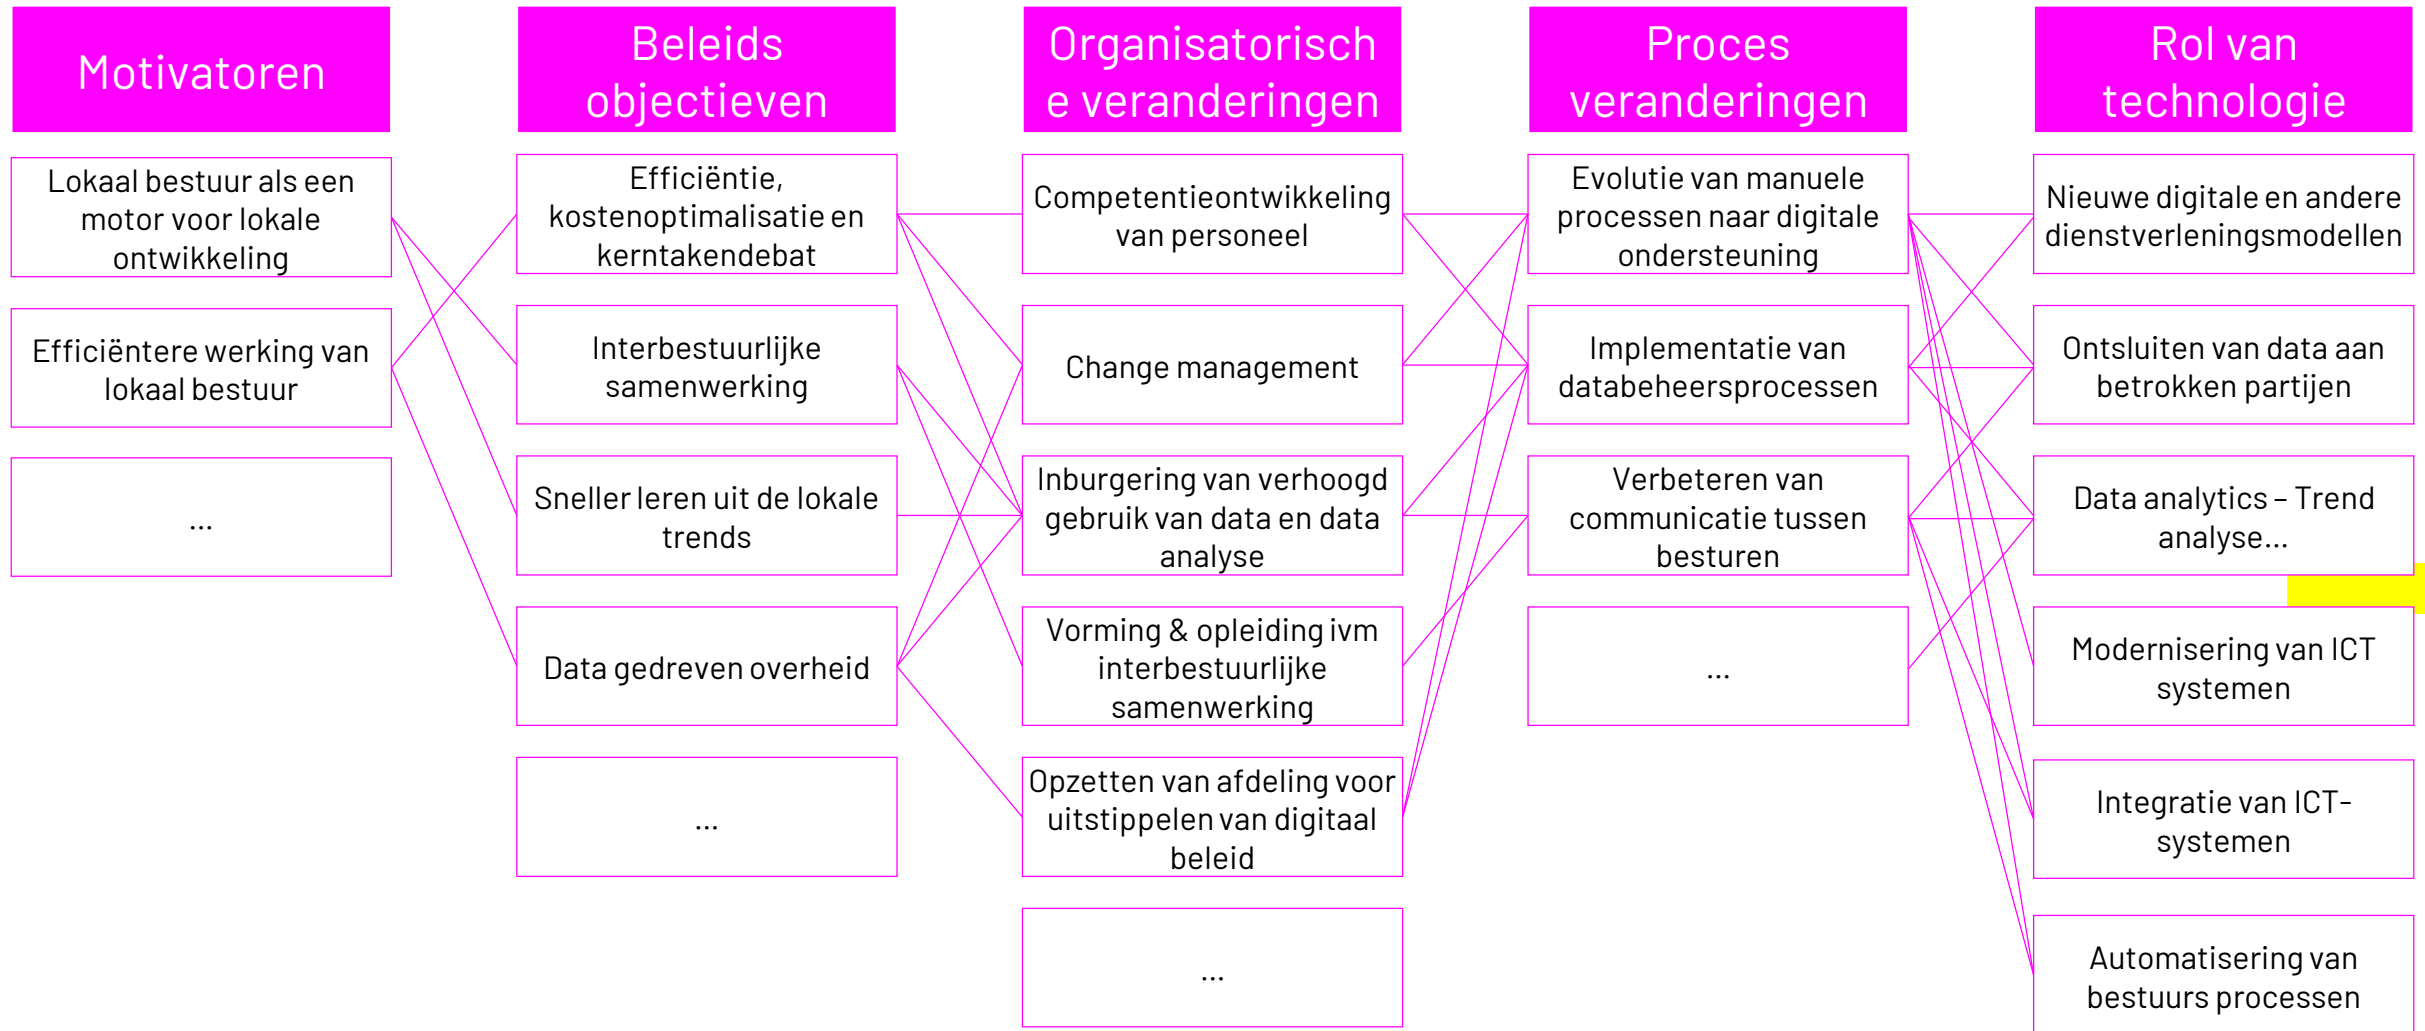 Motivatoren
Lokaal bestuur als een
motor voor lokale
ontwikkeling
Efficiëntere werking van
lokaal bestuur
...
Beleids
objectieven
Efficiëntie,
kostenoptimalisatie en
kerntakendebat
Interbestuurlijke
samenwerking
Sneller leren uit de lokale
trends
Data gedreven overheid
...
Organisatorisch
e veranderingen
Competentieontwikkeling
van personeel
Change management
Inburgering van verhoogd
gebruik van data en data
analyse
Vorming & opleiding ivm
interbestuurlijke
samenwerking
Opzetten van afdeling voor
uitstippelen van digitaal
beleid
...
Proces
veranderingen
Evolutie van manuele
processen naar digitale
ondersteuning
Implementatie van
databeheersprocessen
Verbeteren van
communicatie tussen
besturen
...
Rol van
technologie
Nieuwe digitale en andere
dienstverleningsmodellen
Ontsluiten van data aan
betrokken partijen
Data analytics – Trend
analyse...
Modernisering van ICT
systemen
Integratie van ICT-
systemen
Automatisering van
bestuurs processen